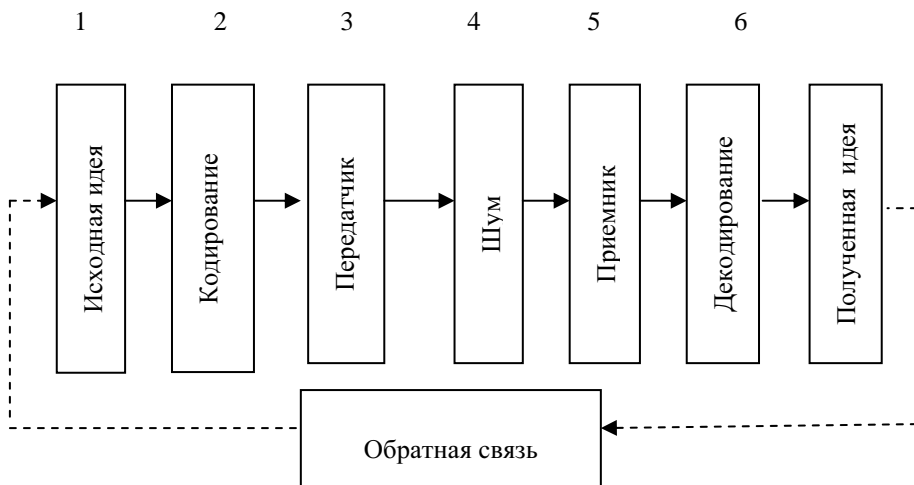 1 2 3 4 5 6
Исходная идея
Кодирование
Передатчик
Шум
Приемник
Декодирование
Полученная идея
Обратная связь